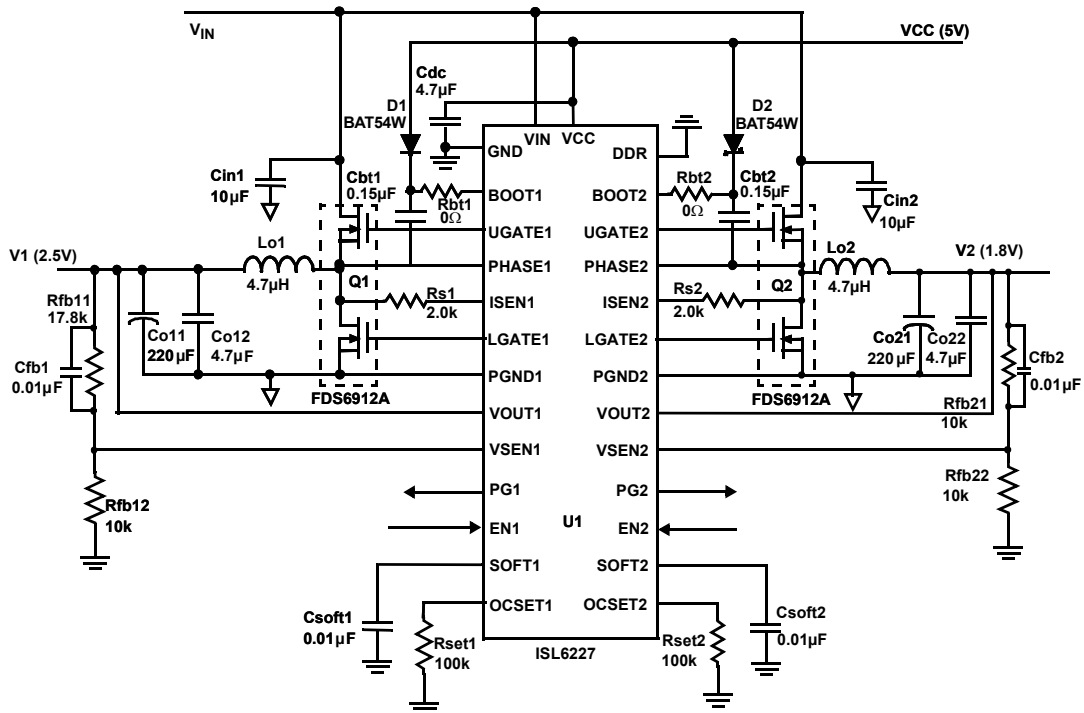 VIN
VCC (5V)
Cdc
4.7µF
D1
BAT54W
D2
BAT54W
VIN
VCC
GND
DDR
Cin1
10µF
Cbt1
0.15µF
Rbt1
0Ω
BOOT1
BOOT2
Rbt2
0Ω
Cbt2
0.15µF
Cin2
10µF
UGATE1
UGATE2
V1 (2.5V)
Lo1
4.7µH
PHASE1
PHASE2
Lo2
4.7µH
V2 (1.8V)
Q1
Rs1
2.0k
ISEN1
ISEN2
Rs2
2.0k
Q2
Rfb11
17.8k
Co11
220µF
Co12
4.7µF
LGATE1
LGATE2
Co21
220µF
Co22
4.7µF
Cfb1
0.01µF
Cfb2
0.01µF
PGND1
PGND2
FDS6912A
FDS6912A
VOUT1
VOUT2
Rfb21
10k
VSEN1
VSEN2
Rfb12
10k
Rfb22
10k
PG1
PG2
EN1
U1
EN2
SOFT1
SOFT2
Csoft1
0.01µF
OCSET1
OCSET2
Csoft2
0.01µF
Rset1
100k
Rset2
100k
ISL6227